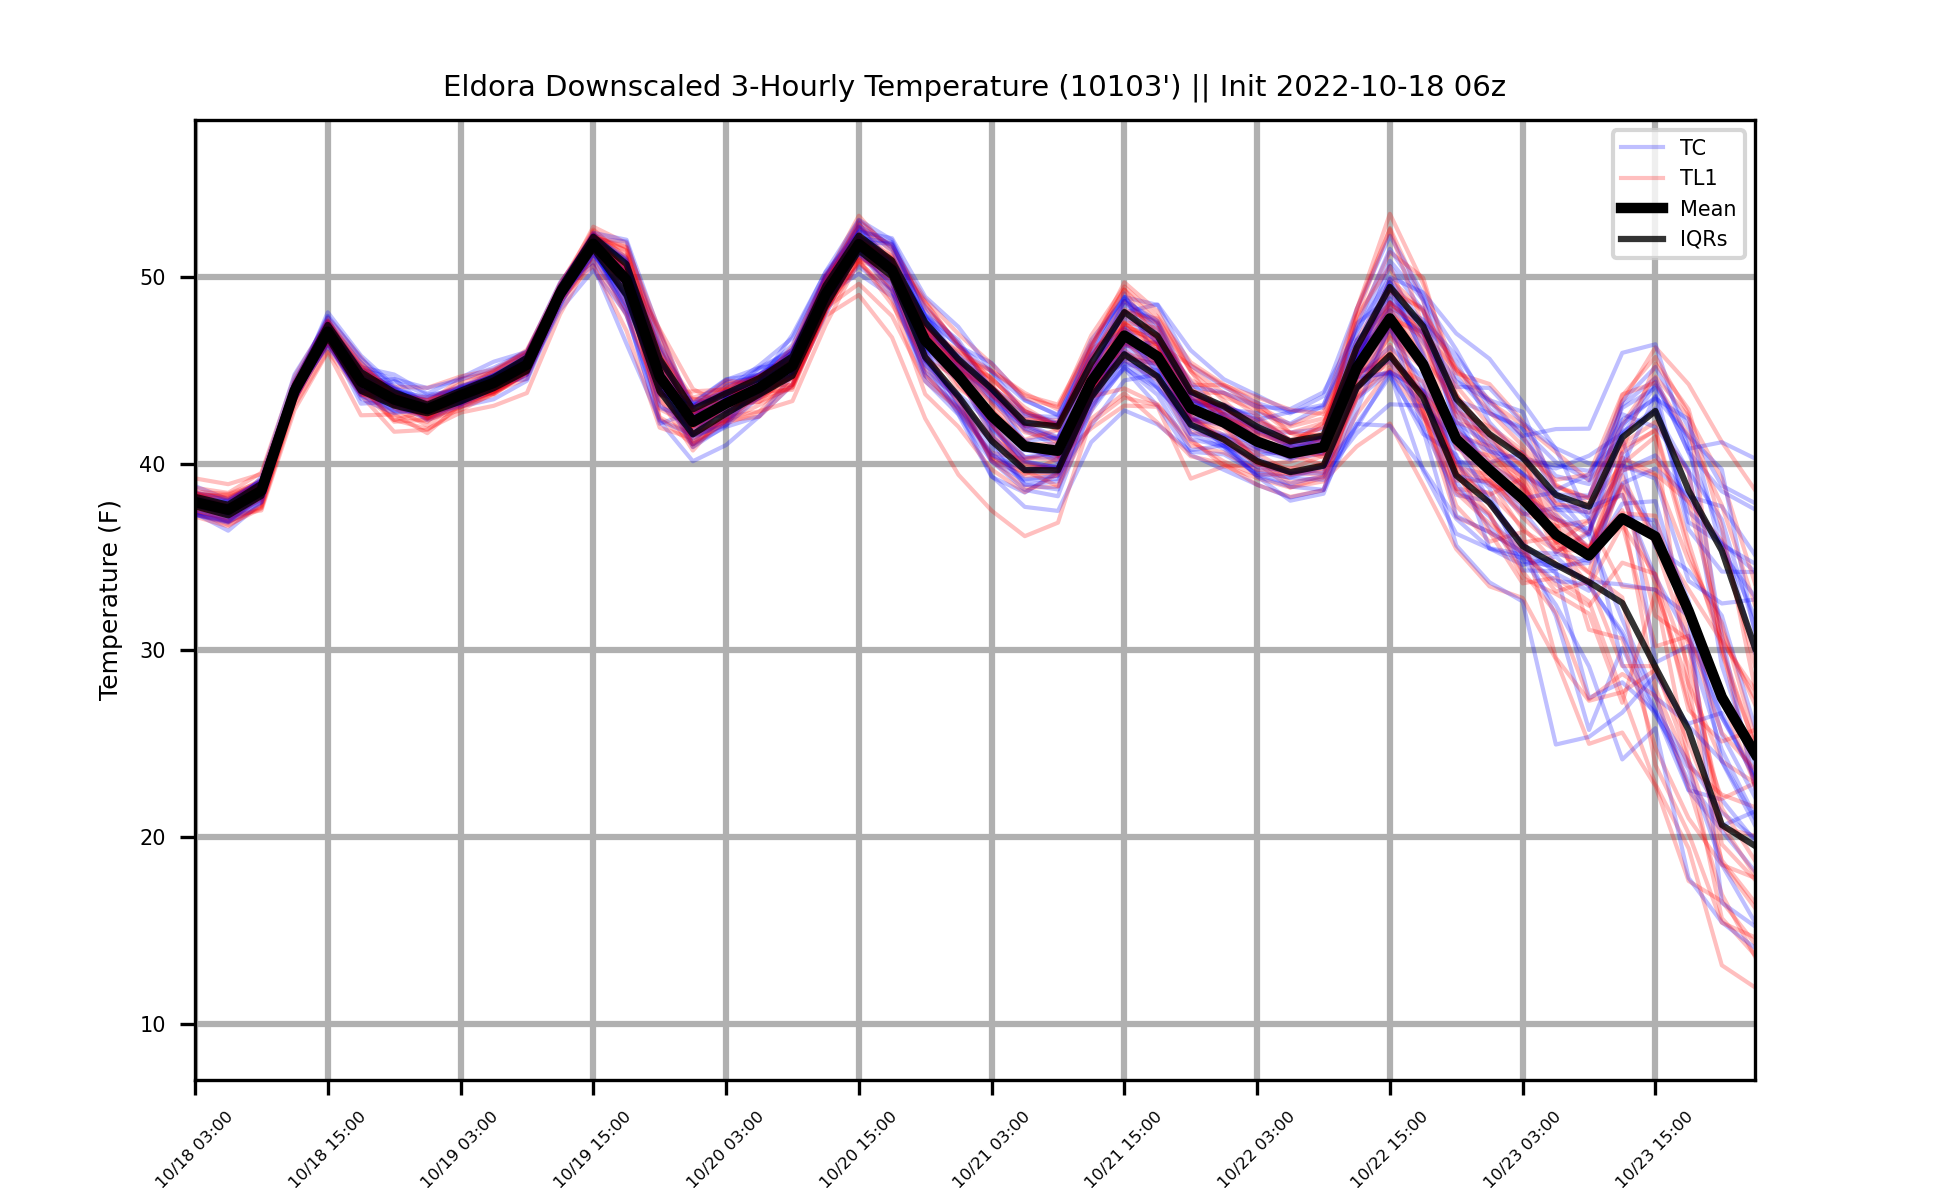 Eldora Downscaled 3-Hourly Temperature (10103') || Init 2022-10-18 06z
TC
TL1
Mean
IQRs
Temperature (F)
50
40
30
20
10
10/18 03:00
10/18 15:00
10/19 03:00
10/19 15:00
10/20 03:00
10/20 15:00
10/21 03:00
10/21 15:00
10/22 03:00
10/22 15:00
10/23 03:00
10/23 15:00